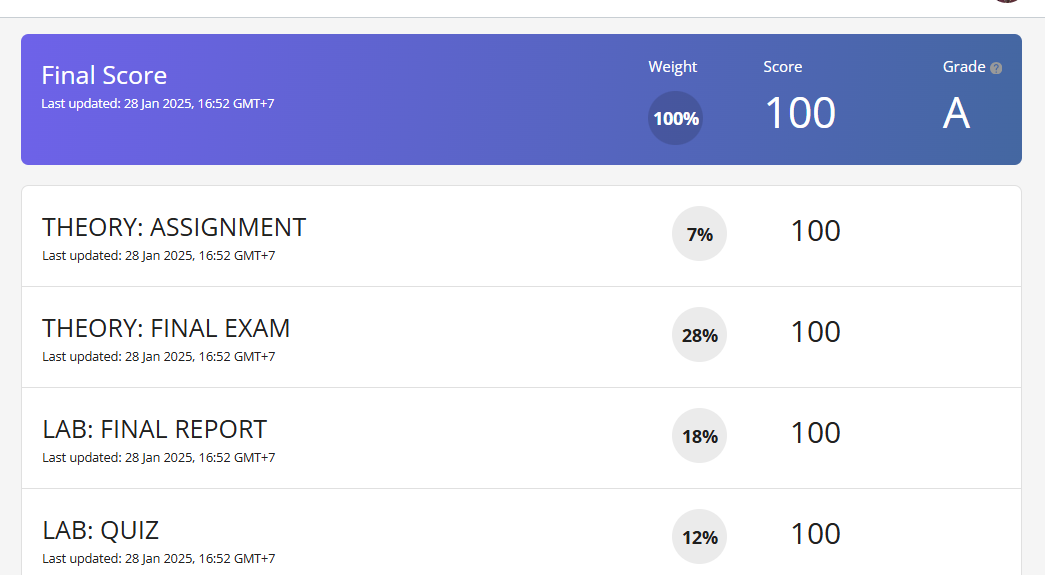 Final Score
Last updated: 28 Jan 2025, 16:52 GMT+7
Weight
100%
Score
100
Grade ?
A
THEORY: ASSIGNMENT
Last updated: 28 Jan 2025, 16:52 GMT+7
7%
100
THEORY: FINAL EXAM
Last updated: 28 Jan 2025, 16:52 GMT+7
28%
100
LAB: FINAL REPORT
Last updated: 28 Jan 2025, 16:52 GMT+7
18%
100
LAB: QUIZ
Last updated: 28 Jan 2025, 16:52 GMT+7
12%
100